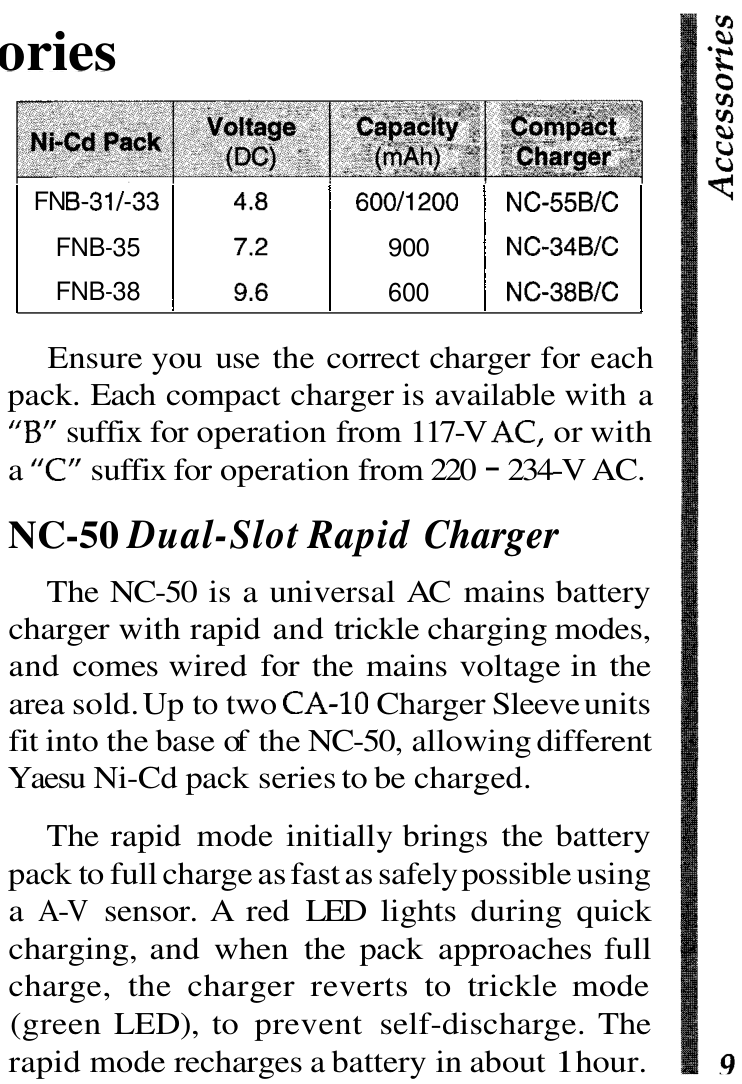 ories
Ni-Cd Pack Voltage (DC) Capacity (mAh) Compact Charger
FNB-31/-33 4.8 600/1200 NC-55B/C
FNB-35 7.2 900 NC-34B/C
FNB-38 9.6 600 NC-38B/C
Ensure you use the correct charger for each
pack. Each compact charger is available with a
"B" suffix for operation from 117-V AC, or with
a "C" suffix for operation from 220 – 234-V AC.
NC-50 Dual-Slot Rapid Charger
The NC-50 is a universal AC mains battery
charger with rapid and trickle charging modes,
and comes wired for the mains voltage in the
area sold. Up to two CA-10 Charger Sleeve units
fit into the base of the NC-50, allowing different
Yaesu Ni-Cd pack series to be charged.
The rapid mode initially brings the battery
pack to full charge as fast as safely possible using
a A-V sensor. A red LED lights during quick
charging, and when the pack approaches full
charge, the charger reverts to trickle mode
(green LED), to prevent self-discharge. The
rapid mode recharges a battery in about 1 hour.
Accessories
9